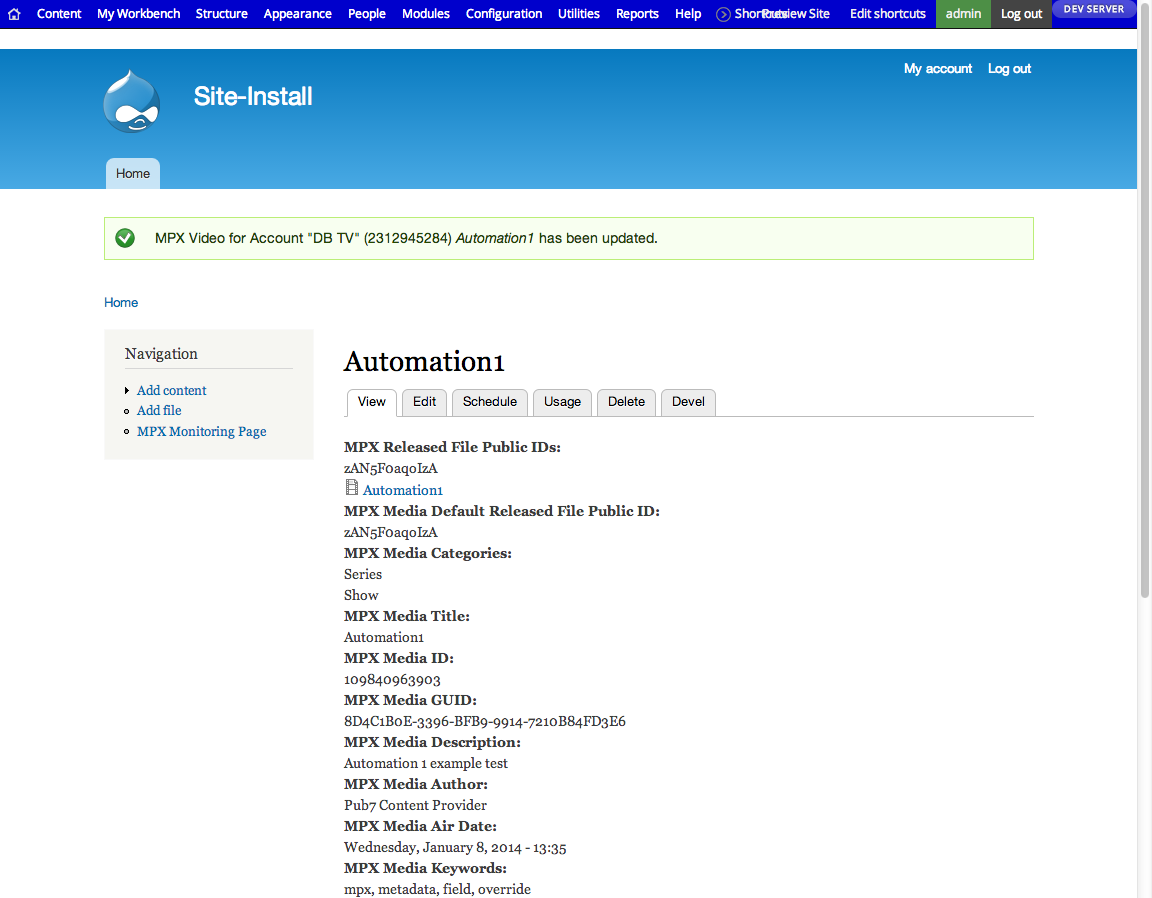 Content My Workbench Structure Appearance People Modules Configuration Utilities Reports Help Shortcuts Preview Site Edit shortcuts admin Log out DEV SERVER
My account Log out
Site-Install
Home
MPX Video for Account "DB TV" (2312945284) Automation1 has been updated.
Home
Navigation
Add content
Add file
MPX Monitoring Page
Automation1
View Edit Schedule Usage Delete Devel
MPX Released File Public IDs:
zAN5F0aqoIzA
Automation1
MPX Media Default Released File Public ID:
zAN5F0aqoIzA
MPX Media Categories:
Series
Show
MPX Media Title:
Automation1
MPX Media ID:
109840963903
MPX Media GUID:
8D4C1B0E-3396-BFB9-9914-7210B84FD3E6
MPX Media Description:
Automation 1 example test
MPX Media Author:
Pub7 Content Provider
MPX Media Air Date:
Wednesday, January 8, 2014 - 13:35
MPX Media Keywords:
mpx, metadata, field, override